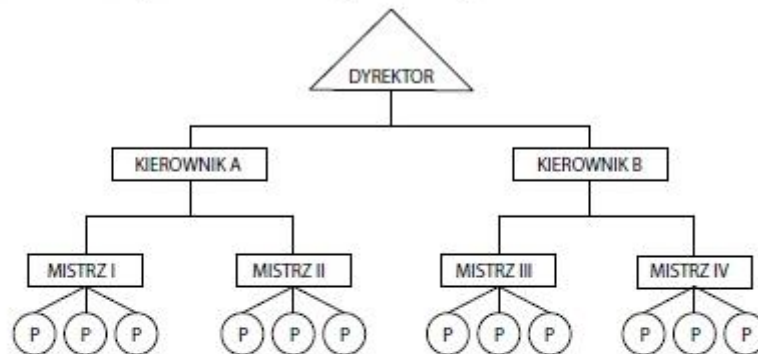 DYREKTOR
KIEROWNIK A KIEROWNIK B
MISTRZ I MISTRZ II MISTRZ III MISTRZ IV
P P P P P P P P P P P P